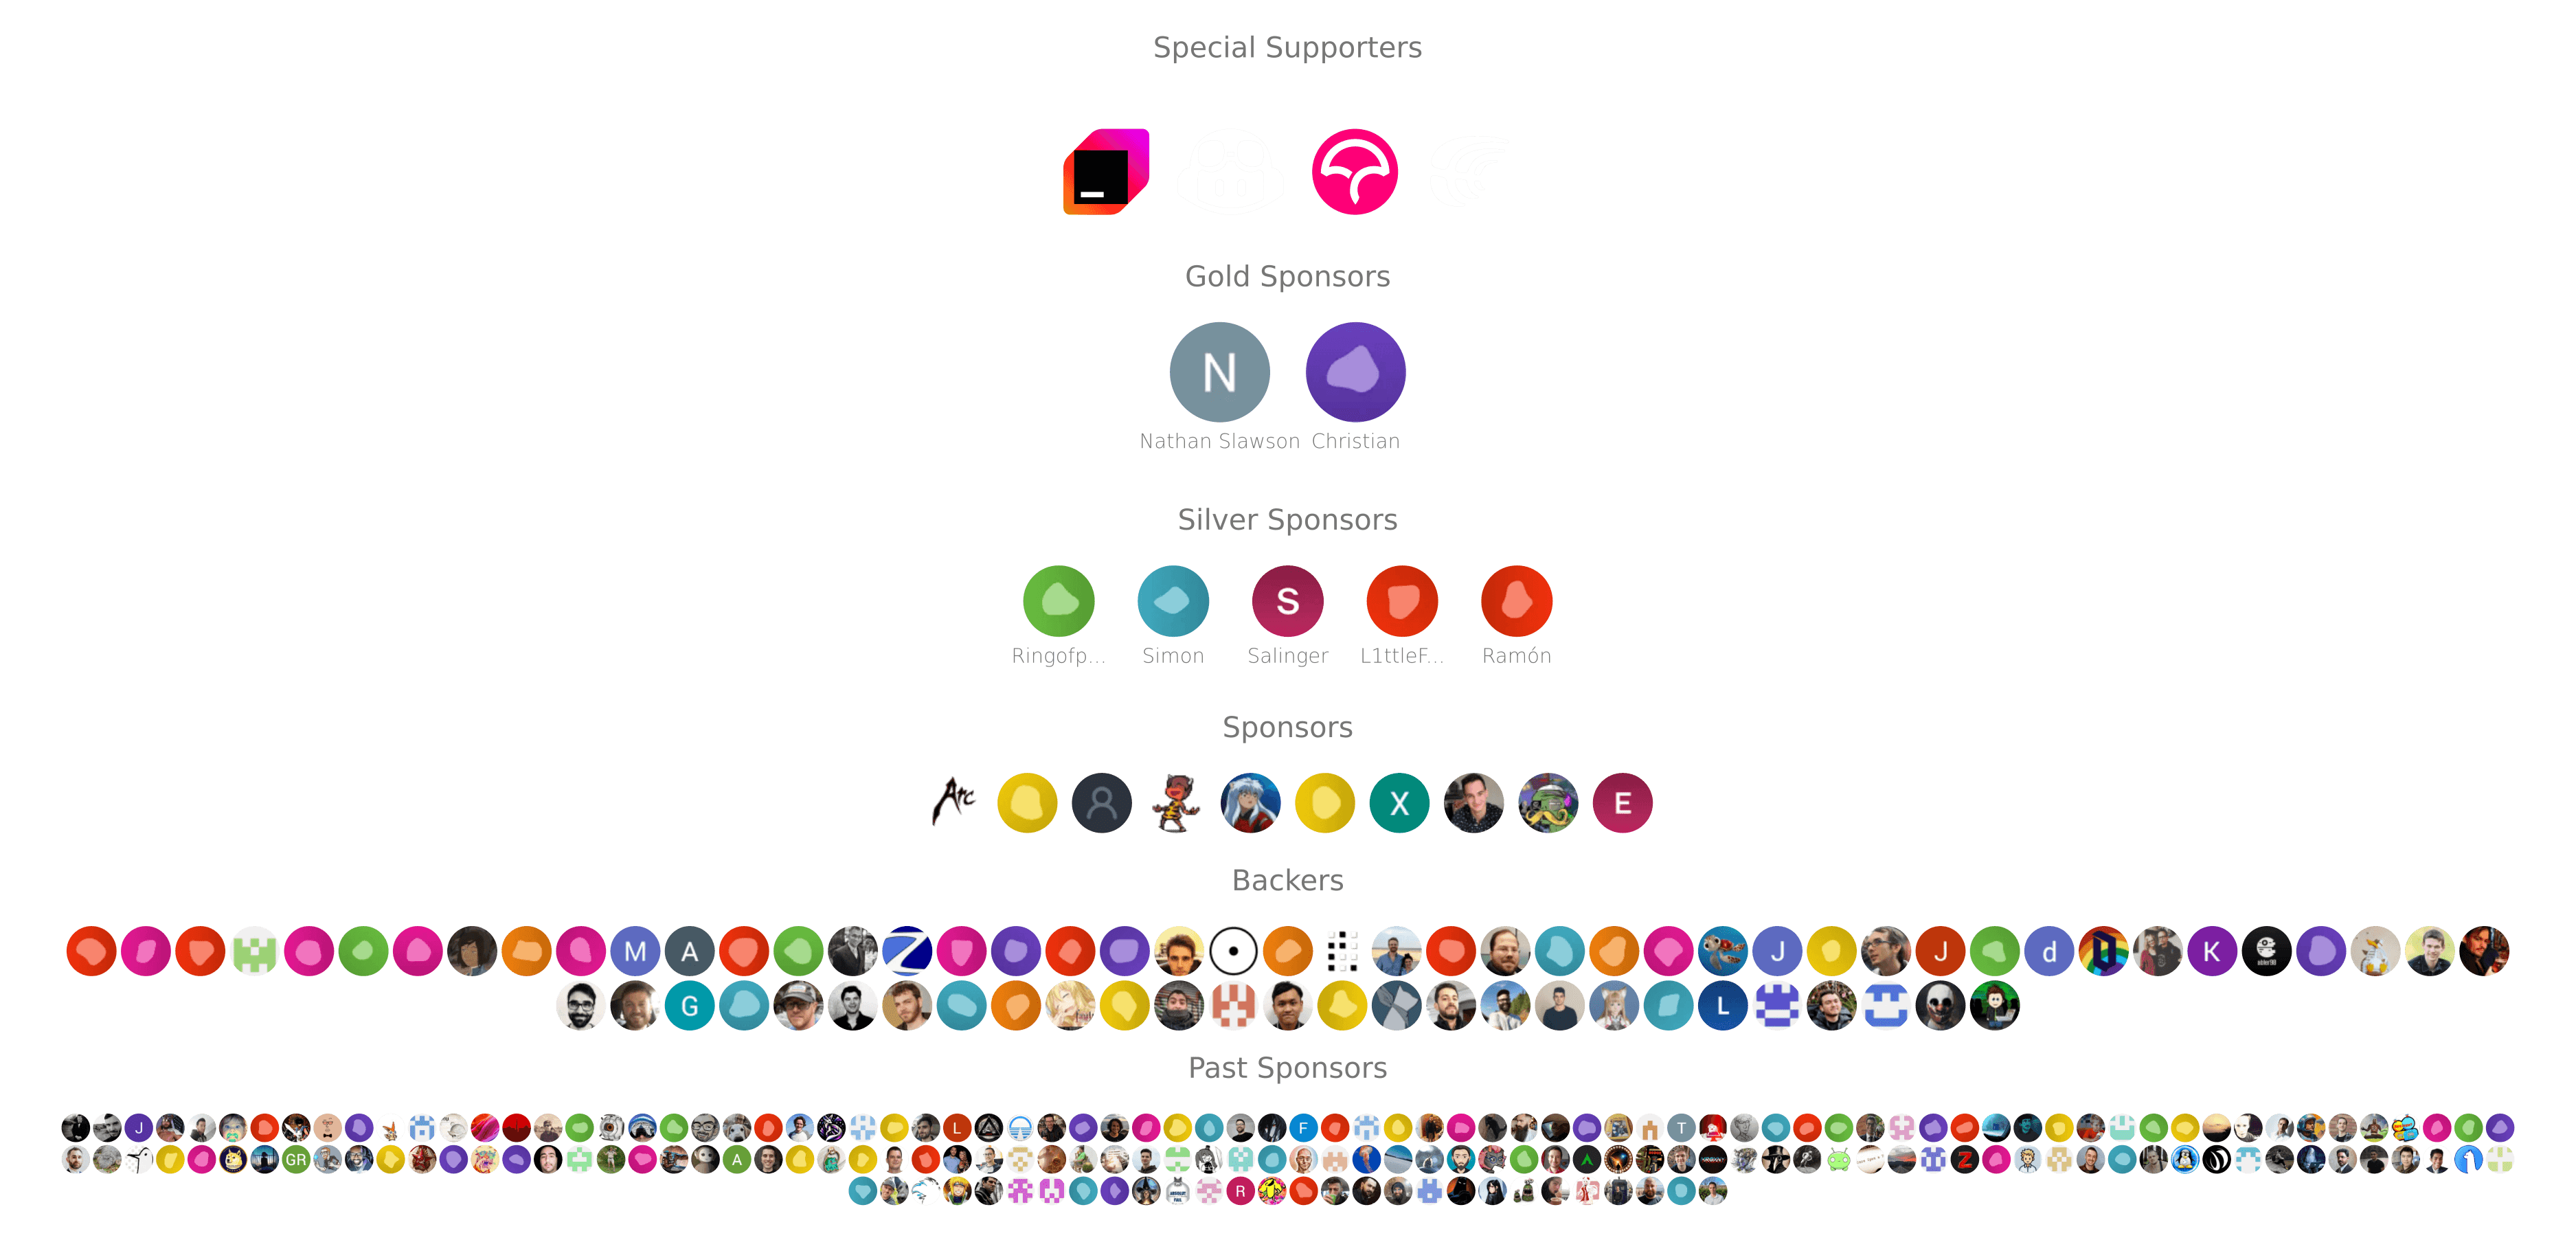 Special Supporters
Gold Sponsors
N
Nathan Slawson Christian
Silver Sponsors
S
Ringofp... Simon Salinger L1ttleF... Ramón
Sponsors
Arc X E
Backers
M A J J d K
G L
Past Sponsors
J L F T
GR A
R